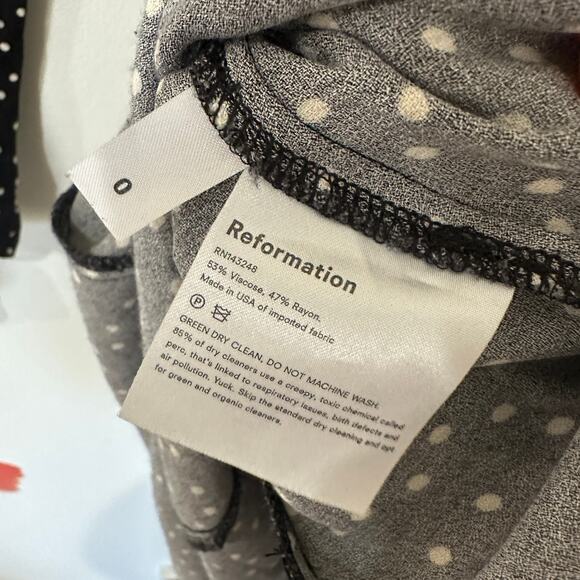 0
Reformation
RN143248
53% Viscose, 47% Rayon.
Made in USA of imported fabric
P
GREEN DRY CLEAN, DO NOT MACHINE WASH.
85% of dry cleaners use a creepy, toxic chemical called
perc, that's linked to respiratory issues, birth defects and
air pollution. Yuck. Skip the standard dry cleaning and opt
for green and organic cleaners.